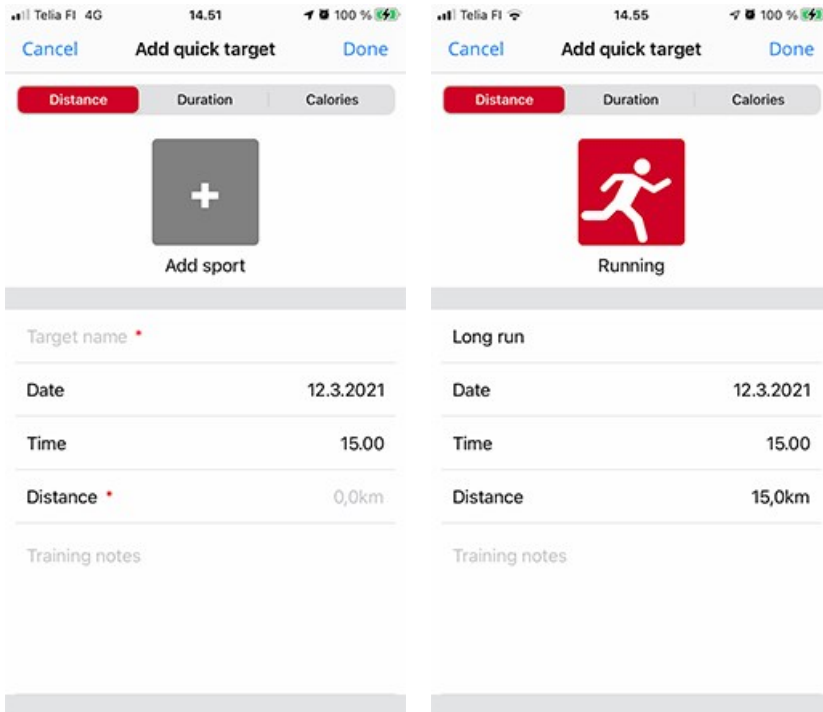 Telia FI 4G 14.51 100 %
Cancel Add quick target Done
Distance Duration Calories
Add sport
Target name *
Date 12.3.2021
Time 15.00
Distance * 0,0km
Training notes
Telia FI 14.55 100 %
Cancel Add quick target Done
Distance Duration Calories
Running
Long run
Date 12.3.2021
Time 15.00
Distance 15,0km
Training notes